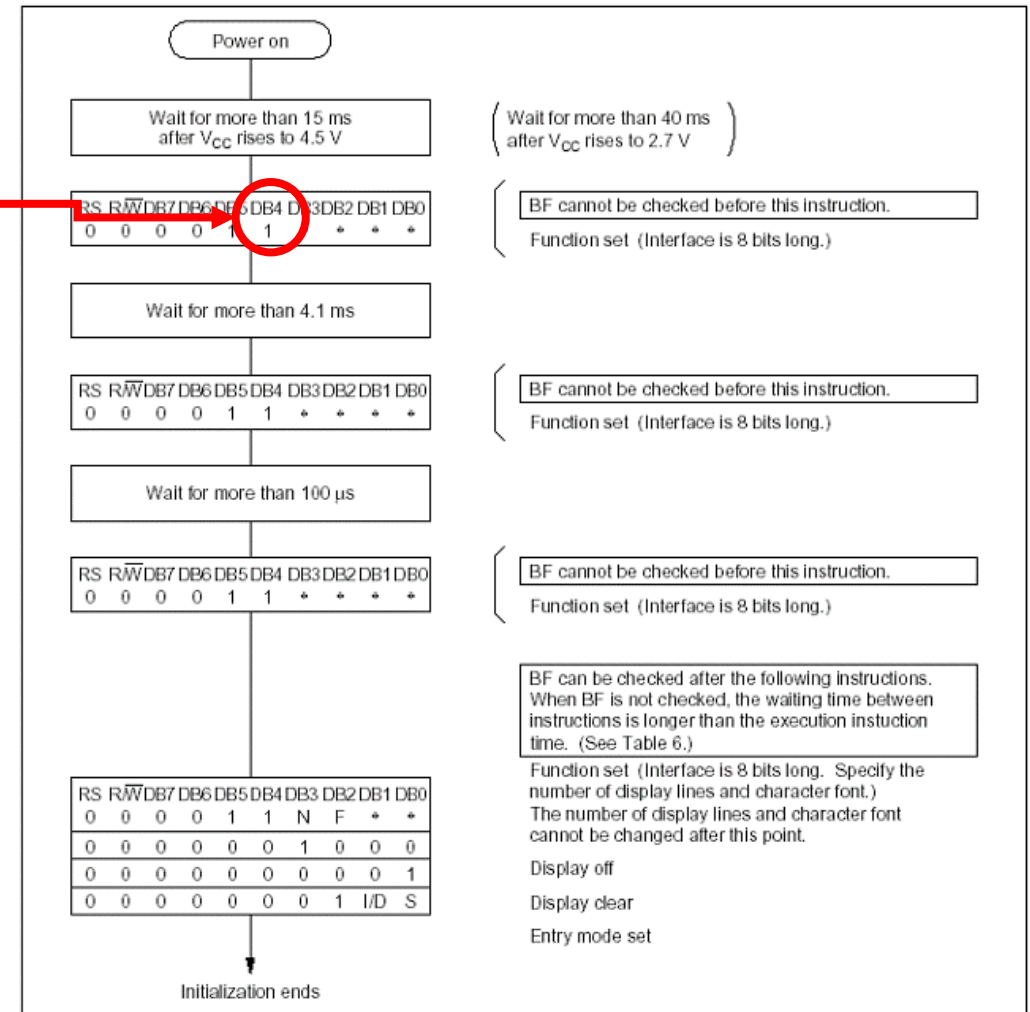 Power on
Wait for more than 15 ms
after VCC rises to 4.5 V
Wait for more than 40 ms
after VCC rises to 2.7 V
RS R/W DB7 DB6 DB5 DB4 DB3 DB2 DB1 DB0
0 0 0 0 1 1 * * *
BF cannot be checked before this instruction.
Function set (Interface is 8 bits long.)
Wait for more than 4.1 ms
RS R/W DB7 DB6 DB5 DB4 DB3 DB2 DB1 DB0
0 0 0 0 1 1 * * * *
BF cannot be checked before this instruction.
Function set (Interface is 8 bits long.)
Wait for more than 100 μs
RS R/W DB7 DB6 DB5 DB4 DB3 DB2 DB1 DB0
0 0 0 0 1 1 * * * *
BF cannot be checked before this instruction.
Function set (Interface is 8 bits long.)
BF can be checked after the following instructions.
When BF is not checked, the waiting time between
instructions is longer than the execution instuction
time. (See Table 6.)
RS R/W DB7 DB6 DB5 DB4 DB3 DB2 DB1 DB0
0 0 0 0 1 1 N F * *
0 0 0 0 0 0 1 0 0 0
0 0 0 0 0 0 0 0 0 1
0 0 0 0 0 0 0 1 I/D S
Function set (Interface is 8 bits long. Specify the
number of display lines and character font.)
The number of display lines and character font
cannot be changed after this point.
Display off
Display clear
Entry mode set
Initialization ends